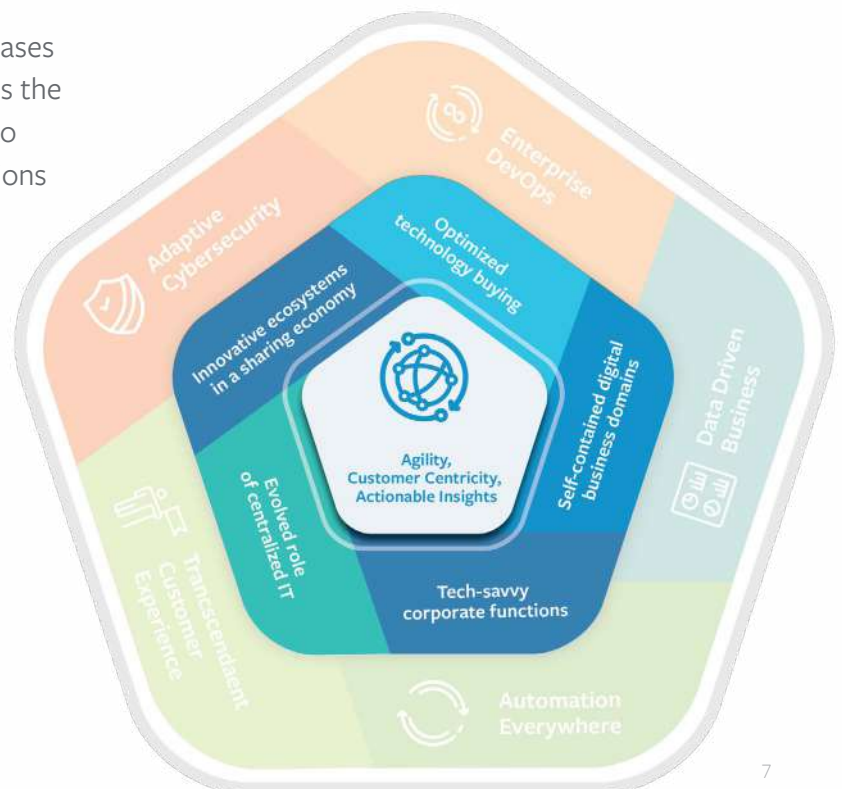 ases
s the
o
ons
Enterprise
DevOps
Adaptive
Cybersecurity
Optimized
technology buying
Innovative ecosystems
in a sharing economy
Data Driven
Business
Self-contained digital
business domains
Agility,
Customer Centricity,
Actionable Insights
Evolved role
of centralized IT
Trancscendaent
Customer
Experience
Tech-savvy
corporate functions
Automation
Everywhere
7